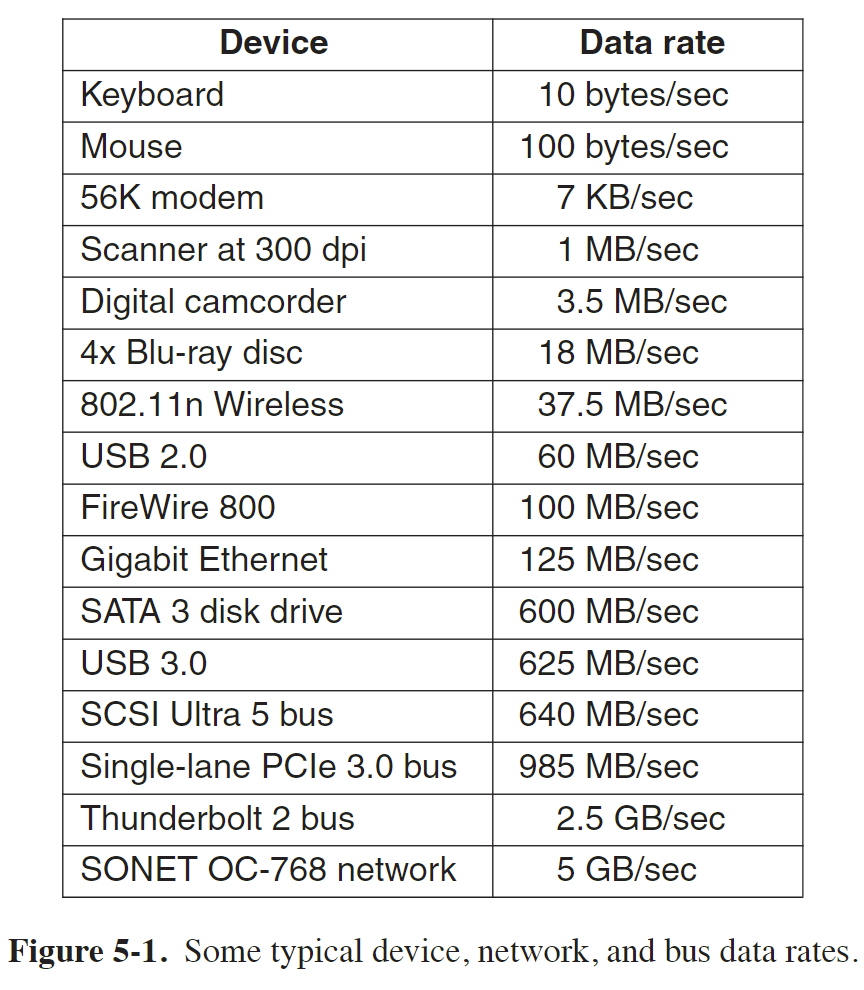 Device Data rate
Keyboard 10 bytes/sec
Mouse 100 bytes/sec
56K modem 7 KB/sec
Scanner at 300 dpi 1 MB/sec
Digital camcorder 3.5 MB/sec
4x Blu-ray disc 18 MB/sec
802.11n Wireless 37.5 MB/sec
USB 2.0 60 MB/sec
FireWire 800 100 MB/sec
Gigabit Ethernet 125 MB/sec
SATA 3 disk drive 600 MB/sec
USB 3.0 625 MB/sec
SCSI Ultra 5 bus 640 MB/sec
Single-lane PCIe 3.0 bus 985 MB/sec
Thunderbolt 2 bus 2.5 GB/sec
SONET OC-768 network 5 GB/sec
Figure 5-1. Some typical device, network, and bus data rates.